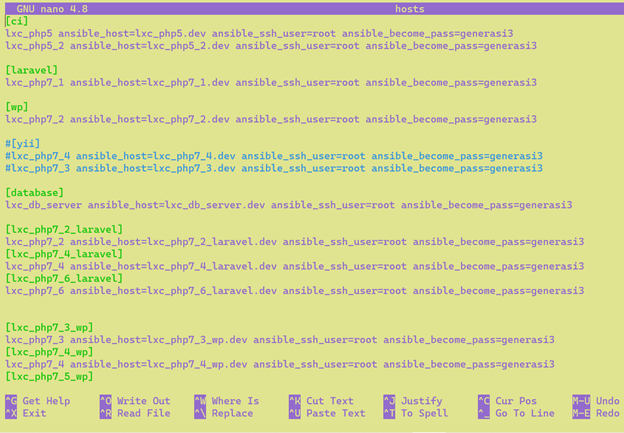 GNU nano 4.8 hosts
[ci]
lxc_php5 ansible_host=lxc_php5.dev ansible_ssh_user=root ansible_become_pass=generasi3
lxc_php5_2 ansible_host=lxc_php5_2.dev ansible_ssh_user=root ansible_become_pass=generasi3
[laravel]
lxc_php7_1 ansible_host=lxc_php7_1.dev ansible_ssh_user=root ansible_become_pass=generasi3
[wp]
lxc_php7_2 ansible_host=lxc_php7_2.dev ansible_ssh_user=root ansible_become_pass=generasi3
#[yii]
#lxc_php7_4 ansible_host=lxc_php7_4.dev ansible_ssh_user=root ansible_become_pass=generasi3
#lxc_php7_3 ansible_host=lxc_php7_3.dev ansible_ssh_user=root ansible_become_pass=generasi3
[database]
lxc_db_server ansible_host=lxc_db_server.dev ansible_ssh_user=root ansible_become_pass=generasi3
[lxc_php7_2_laravel]
lxc_php7_2 ansible_host=lxc_php7_2_laravel.dev ansible_ssh_user=root ansible_become_pass=generasi3
[lxc_php7_4_laravel]
lxc_php7_4 ansible_host=lxc_php7_4_laravel.dev ansible_ssh_user=root ansible_become_pass=generasi3
[lxc_php7_6_laravel]
lxc_php7_6 ansible_host=lxc_php7_6_laravel.dev ansible_ssh_user=root ansible_become_pass=generasi3
[lxc_php7_3_wp]
lxc_php7_3 ansible_host=lxc_php7_3_wp.dev ansible_ssh_user=root ansible_become_pass=generasi3
[lxc_php7_4_wp]
lxc_php7_4 ansible_host=lxc_php7_4_wp.dev ansible_ssh_user=root ansible_become_pass=generasi3
[lxc_php7_5_wp]
^G Get Help ^O Write Out ^W Where Is ^K Cut Text ^J Justify ^C Cur Pos M-U Undo
^X Exit ^R Read File ^\ Replace ^U Paste Text ^T To Spell ^_ Go To Line M-E Redo